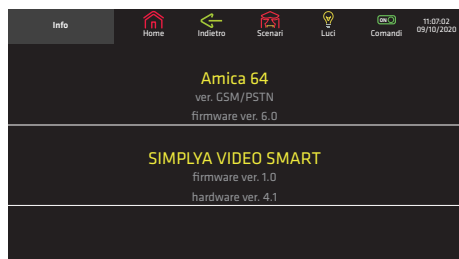 Info
Home
Indietro
Scenari
Luci
ON
Comandi
11:07:02
09/10/2020
Amica 64
ver. GSM/PSTN
firmware ver. 6.0
SIMPLYA VIDEO SMART
firmware ver. 1.0
hardware ver. 4.1